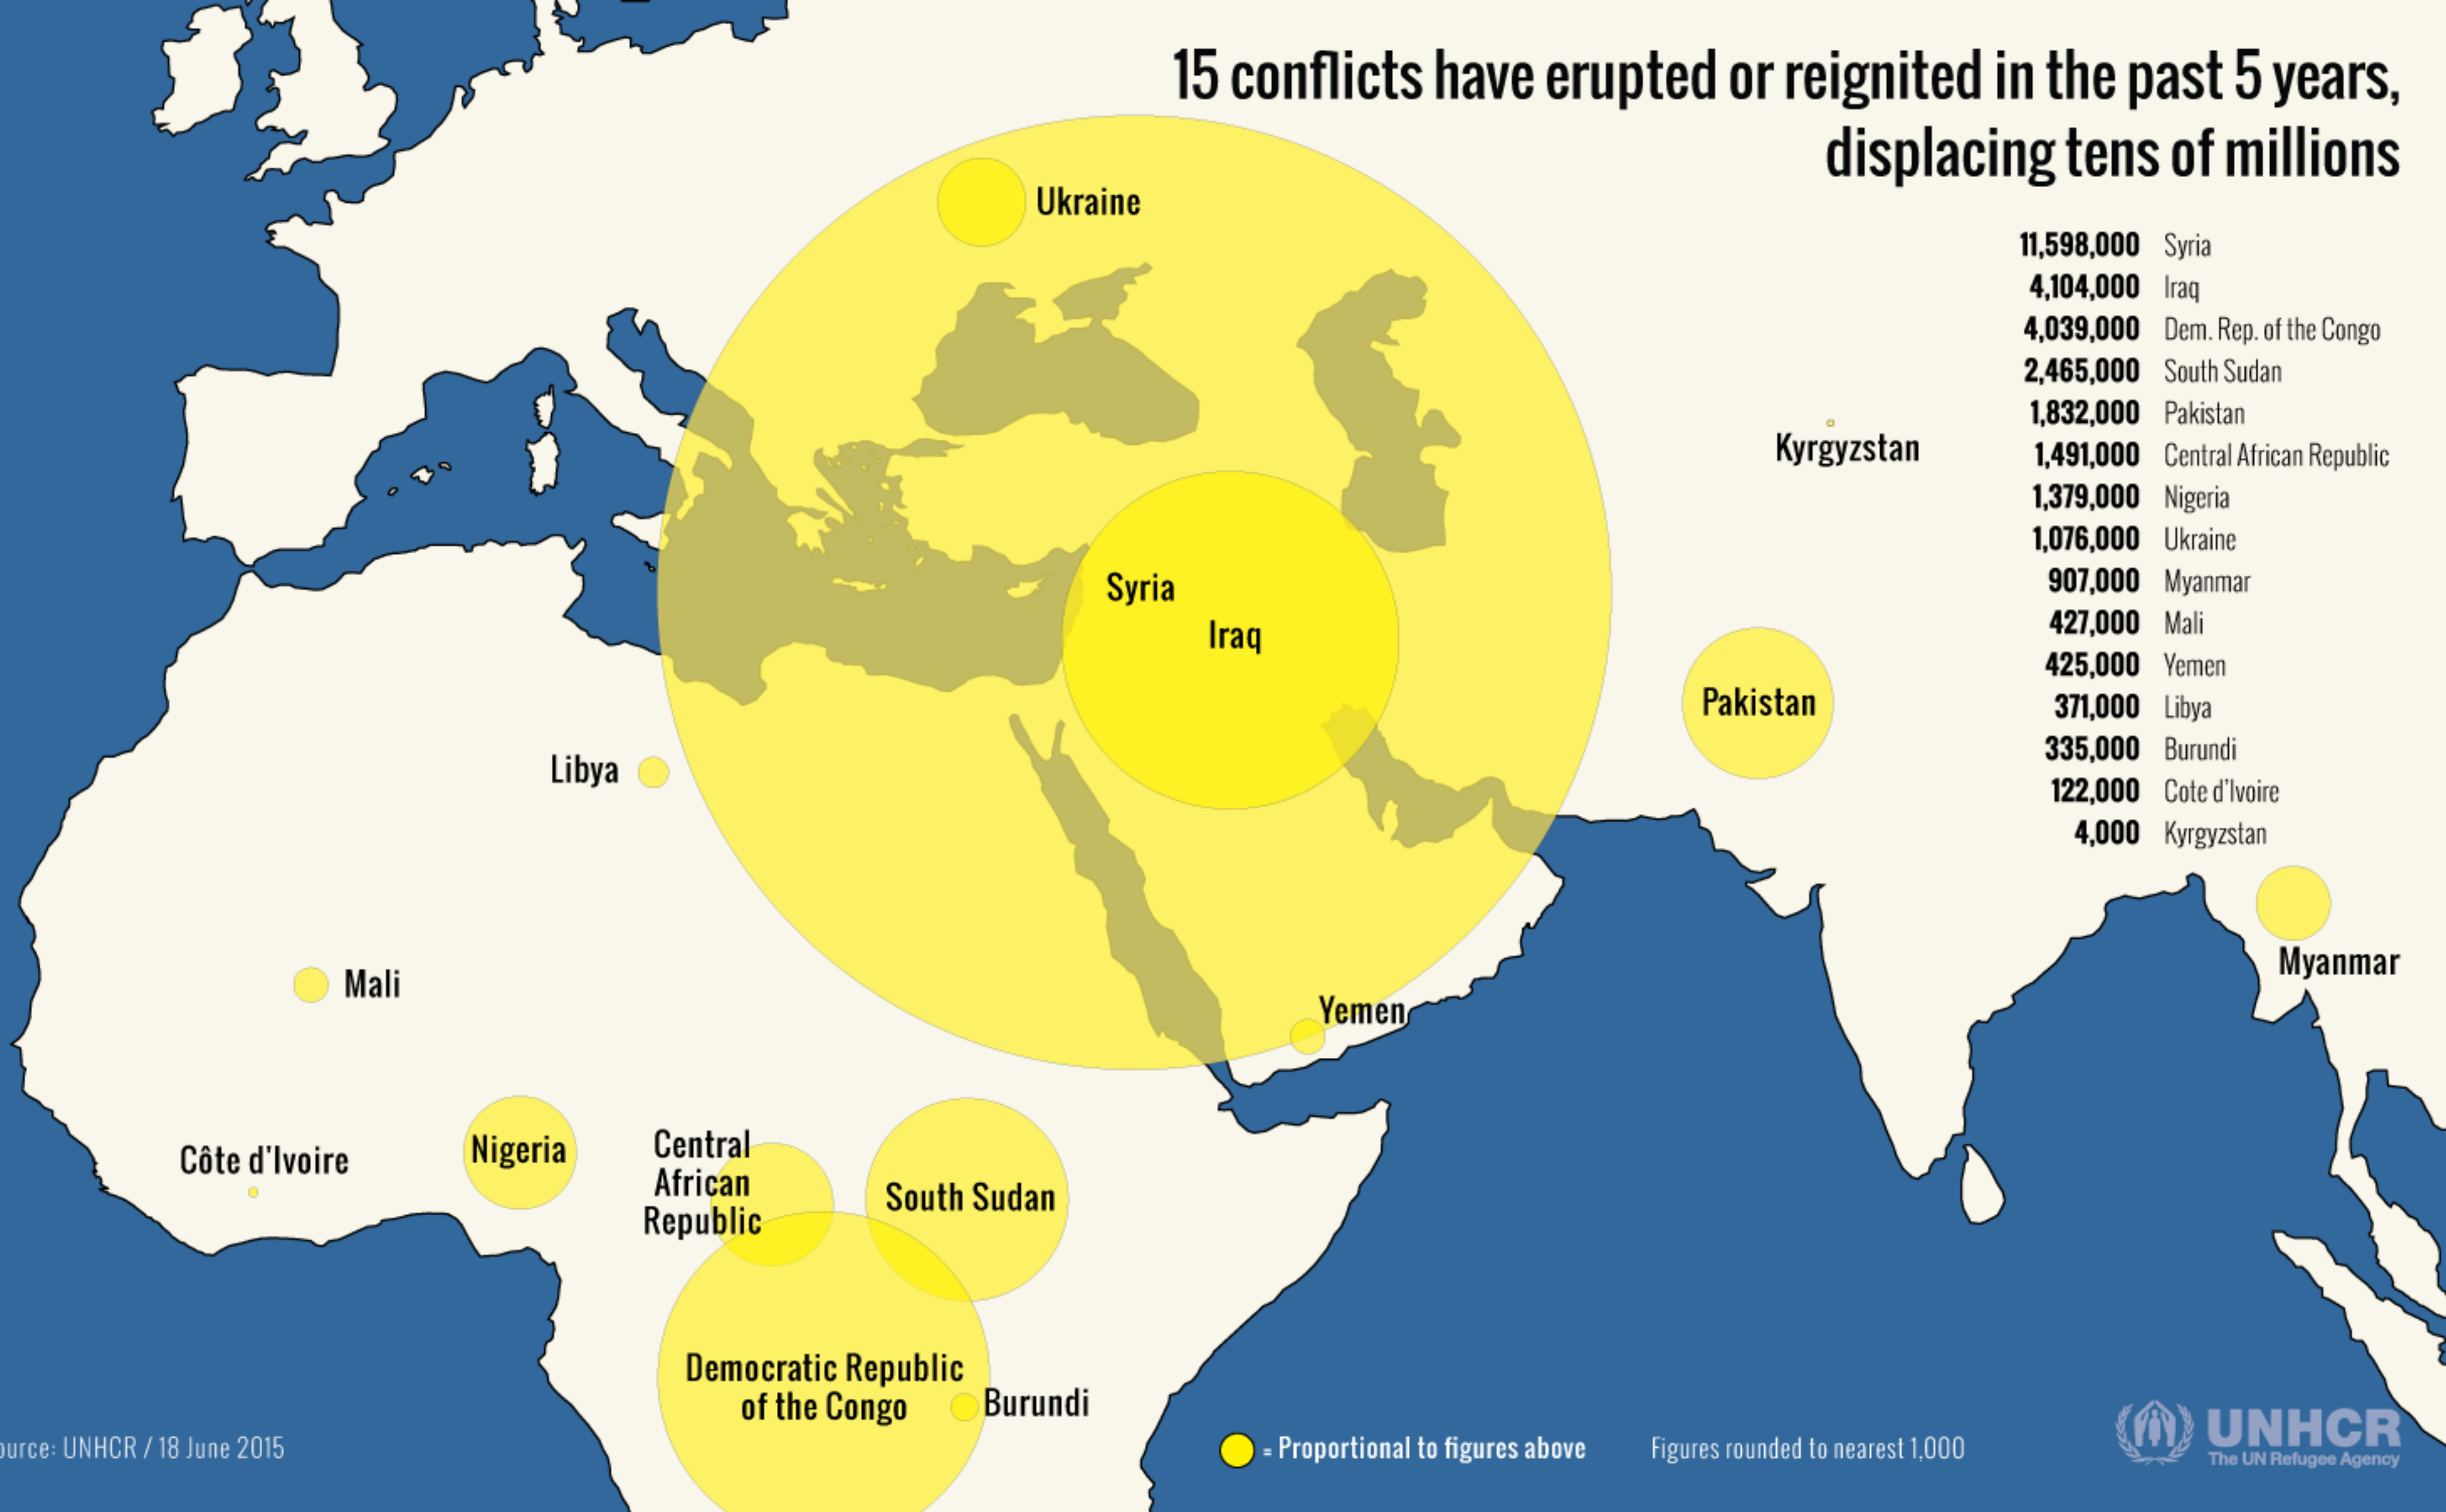 15 conflicts have erupted or reignited in the past 5 years,
displacing tens of millions
11,598,000 Syria
4,104,000 Iraq
4,039,000 Dem. Rep. of the Congo
2,465,000 South Sudan
1,832,000 Pakistan
1,491,000 Central African Republic
1,379,000 Nigeria
1,076,000 Ukraine
907,000 Myanmar
427,000 Mali
425,000 Yemen
371,000 Libya
335,000 Burundi
122,000 Cote d'Ivoire
4,000 Kyrgyzstan
Ukraine
Kyrgyzstan
Syria
Iraq
Pakistan
Libya
Myanmar
Mali
Yemen
Nigeria
Côte d'Ivoire
Central
African
Republic
South Sudan
Democratic Republic
of the Congo
Burundi
ource: UNHCR / 18 June 2015
= Proportional to figures above
Figures rounded to nearest 1,000
UNHCR
The UN Refugee Agency